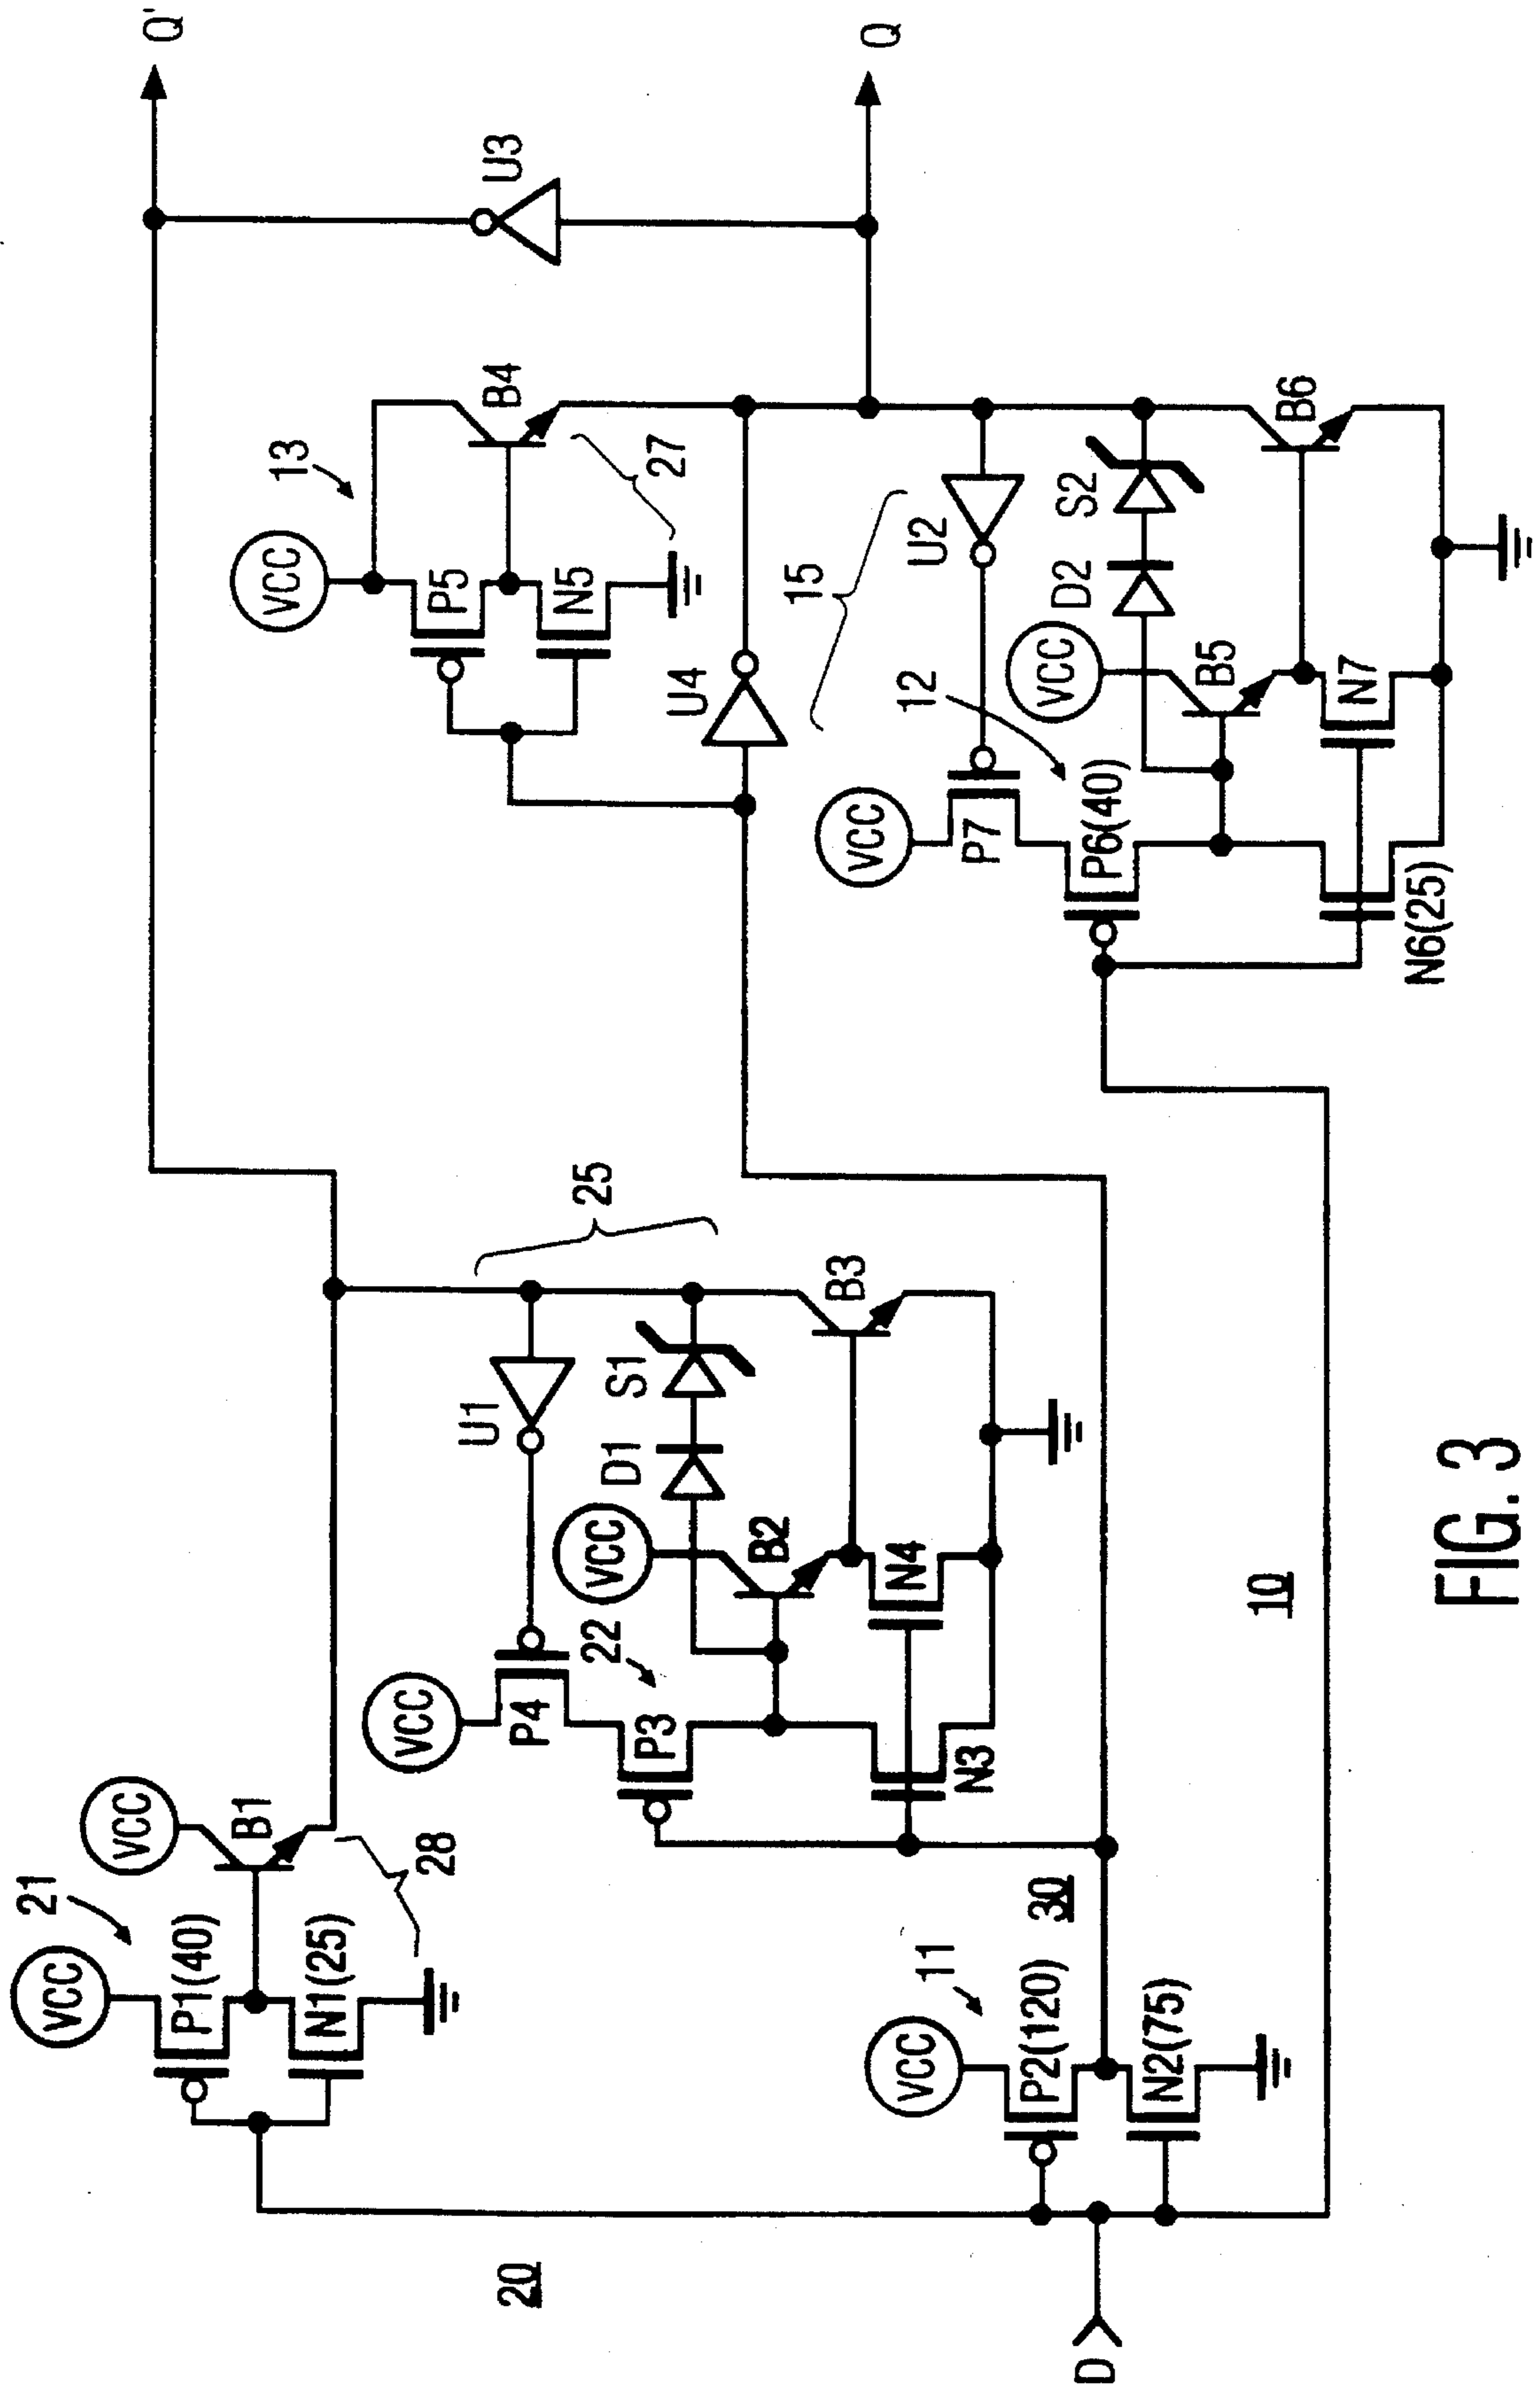 Q'
Q
U3
13
VCC
P5
N5
B4
27
U4
15
U2
S2
D2
12
VCC
P7
P6(40)
VCC
B5
B6
N7
N6(25)
25
U1
S1
D1
VCC
P4
22
P3
VCC
B2
B3
N4
N3
21
VCC
P1(40)
N1(25)
VCC
B1
28
20
11
VCC
P2(120)
N2(75)
30
10
D
FIG. 3